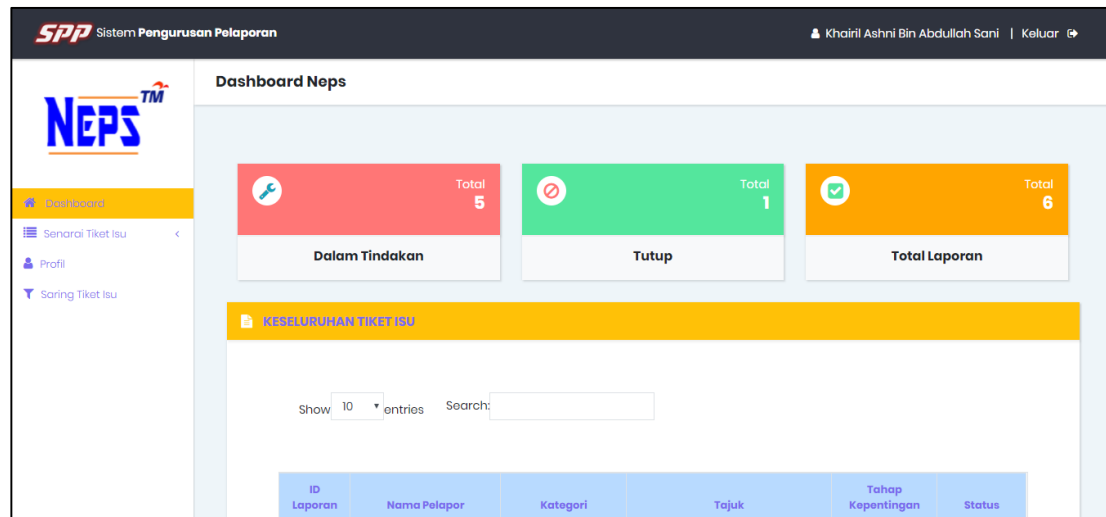 SPP Sistem Pengurusan Pelaporan
Khairil Ashni Bin Abdullah Sani | Keluar
NEPS TM
Dashboard Neps
Dashboard
Senarai Tiket Isu
Profil
Saring Tiket Isu
Total
5
Dalam Tindakan
Total
1
Tutup
Total
6
Total Laporan
KESELURUHAN TIKET ISU
Show 10 entries Search:
ID Laporan
Nama Pelapor
Kategori
Tajuk
Tahap Kepentingan
Status